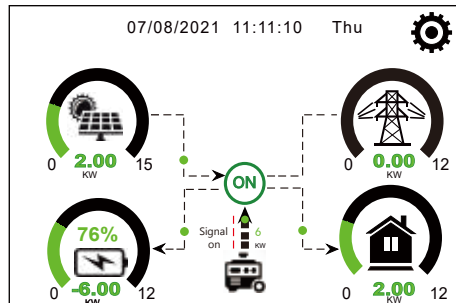 07/08/2021 11:11:10 Thu
0 2.00 15
KW
0 0.00 12
KW
ON
76%
Signal
on
6
KW
0 -6.00 12
KW
0 2.00 12
KW